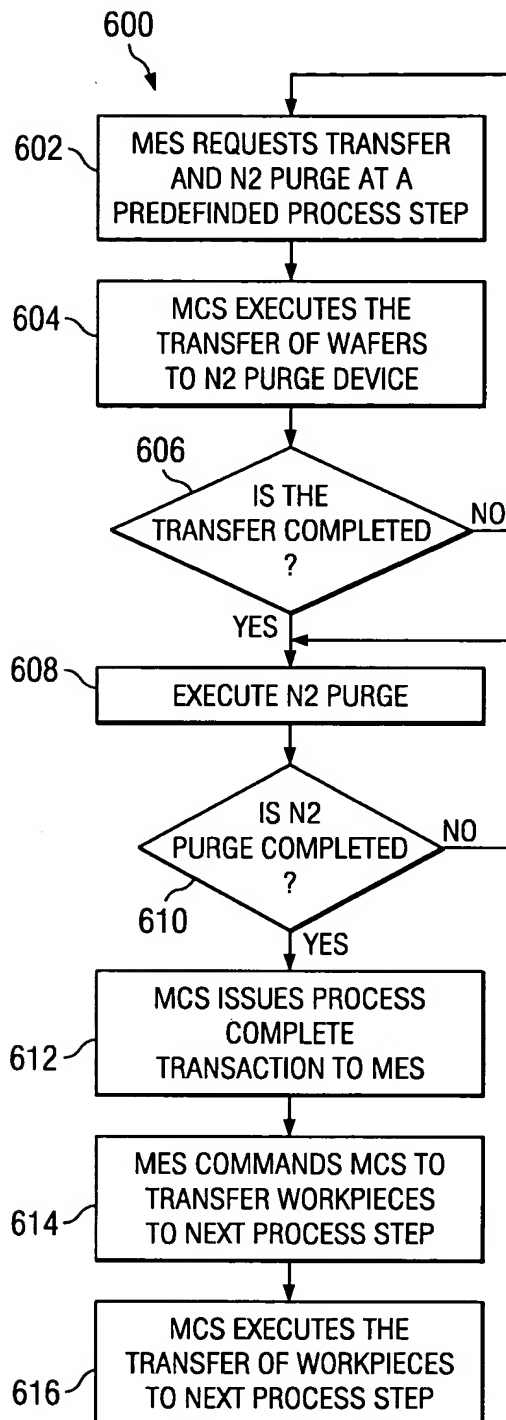 600
602
MES REQUESTS TRANSFER
AND N2 PURGE AT A
PREDEFINDED PROCESS STEP
604
MCS EXECUTES THE
TRANSFER OF WAFERS
TO N2 PURGE DEVICE
606
IS THE
TRANSFER COMPLETED
?
NO
YES
608
EXECUTE N2 PURGE
IS N2
PURGE COMPLETED
?
NO
610
YES
612
MCS ISSUES PROCESS
COMPLETE
TRANSACTION TO MES
614
MES COMMANDS MCS TO
TRANSFER WORKPIECES
TO NEXT PROCESS STEP
616
MCS EXECUTES THE
TRANSFER OF WORKPIECES
TO NEXT PROCESS STEP